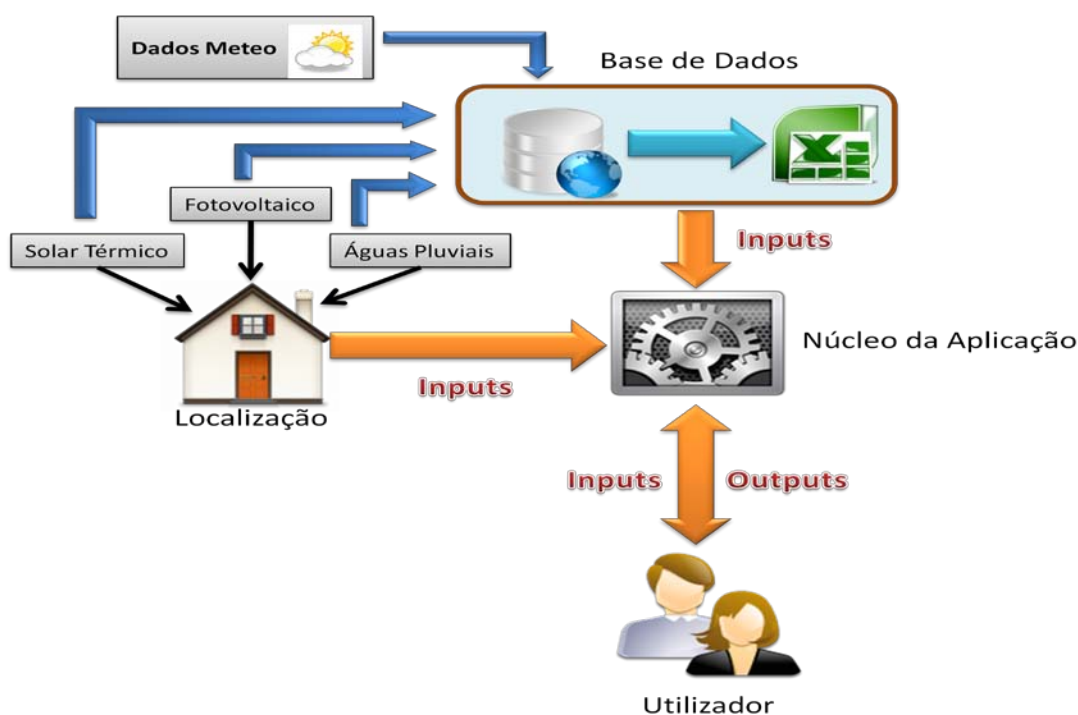 Dados Meteo
Base de Dados
Fotovoltaico
Solar Térmico
Águas Pluviais
Inputs
Núcleo da Aplicação
Inputs
Localização
Inputs
Outputs
Utilizador